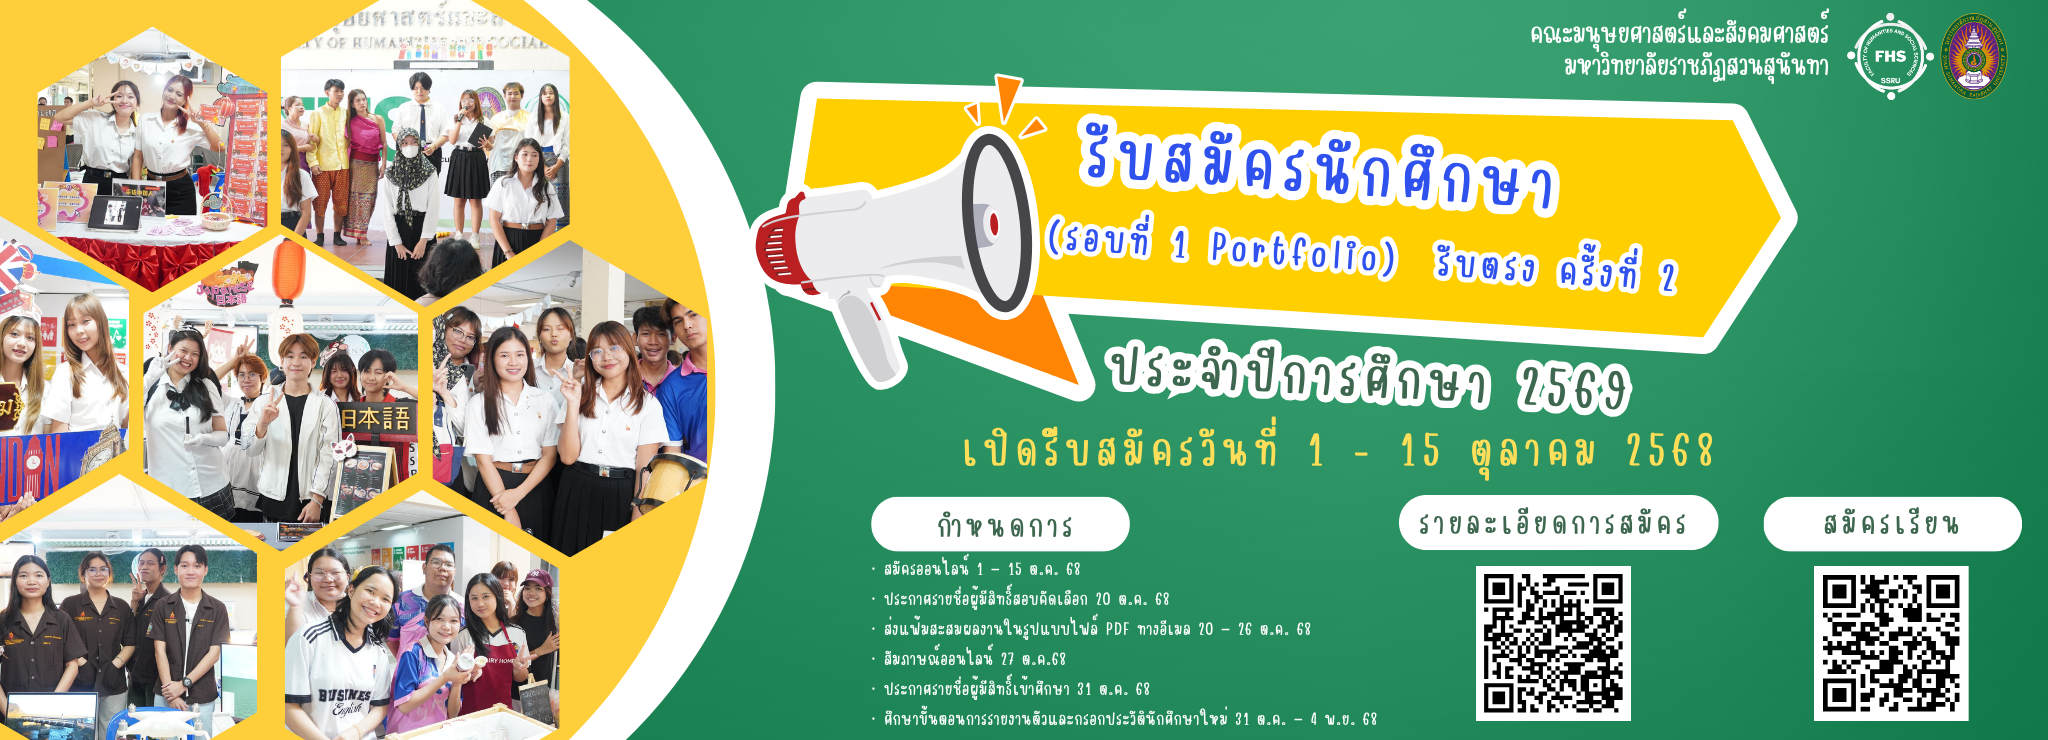 คณะมนุษยศาสตร์และสังคมศาสตร์
มหาวิทยาลัยราชภัฏสวนสุนันทา
FACULTY OF HUMANITIES AND SOCIAL SCIENCES
FHS
SSRU
รับสมัครนักศึกษา
(รอบที่ 1 Portfolio) รับตรง ครั้งที่ 2
ประจำปีการศึกษา 2569
เปิดรับสมัครวันที่ 1 - 15 ตุลาคม 2568
กำหนดการ
· สมัครออนไลน์ 1 – 15 ต.ค. 68
· ประกาศรายชื่อผู้มีสิทธิ์สอบคัดเลือก 20 ต.ค. 68
· ส่งแฟ้มสะสมผลงานในรูปแบบไฟล์ PDF ทางอีเมล 20 – 26 ต.ค. 68
· สัมภาษณ์ออนไลน์ 27 ต.ค.68
· ประกาศรายชื่อผู้มีสิทธิ์เข้าศึกษา 31 ต.ค. 68
· ศึกษาขั้นตอนการรายงานตัวและกรอกประวัตินักศึกษาใหม่ 31 ต.ค. – 4 พ.ย. 68
รายละเอียดการสมัคร
สมัครเรียน
日本語
BUSINESS
English